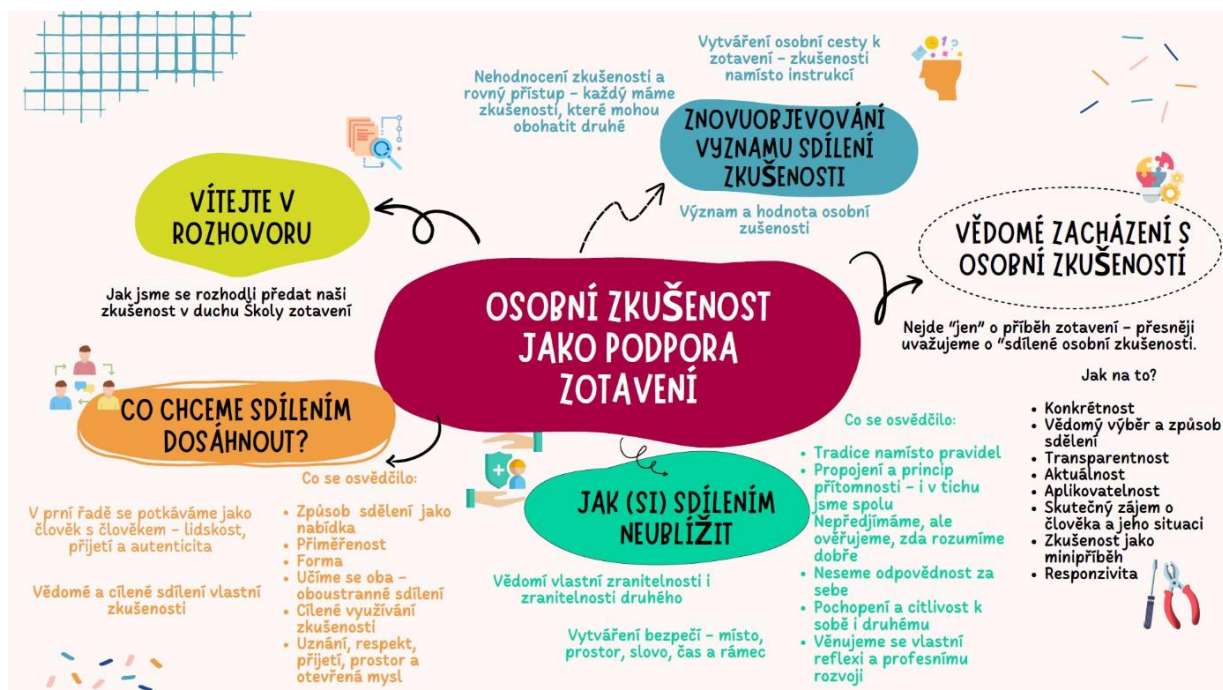 Vytváření osobní cesty k
zotavení – zkušenosti
namísto instrukcí
Nehodnocení zkušenosti a
rovný přístup – každý máme
zkušenosti, které mohou
obohatit druhé
ZNOVUOBJEVOVÁNÍ
VYZNAMU SDÍLENÍ
ZKUŠENOSTI
Význam a hodnota osobní
zušenosti
VÍTEJTE V
ROZHOVORU
Jak jsme se rozhodli předat naši
zkušenost v duchu Školy zotavení
OSOBNÍ ZKUŠENOST
JAKO PODPORA
ZOTAVENÍ
VĚDOMÉ ZACHÁZENÍ S
OSOBNÍ ZKUŠENOSTÍ
Nejde "jen" o příběh zotavení – přesněji
uvažujeme o "sdílené osobní zkušenosti.
Jak na to?
• Konkrétnost
• Vědomý výběr a způsob
sdělení
• Transparentnost
• Aktuálnost
• Aplikovatelnost
• Skutečný zájem o
člověka a jeho situaci
• Zkušenost jako
minipříběh
• Responzivita
CO CHCEME SDÍLENÍM
DOSÁHNOUT?
V první řadě se potkáváme jako
člověk s člověkem – lidskost,
přijetí a autenticita
Vědomé a cílené sdílení vlastní
zkušenosti
Co se osvědčilo:
• Způsob sdělení jako
nabídka
• Přiměřenost
• Forma
• Učíme se oba –
oboustranné sdílení
• Cílené využívání
zkušenosti
• Uznání, respekt,
přijetí, prostor a
otevřená mysl
JAK (SI) SDÍLENÍM
NEUBLÍŽIT
Vědomí vlastní zranitelnosti i
zranitelnosti druhého
Vytváření bezpečí – místo,
prostor, slovo, čas a rámec
Co se osvědčilo:
• Tradice namísto pravidel
• Propojení a princip
přítomnosti – i v tichu
jsme spolu
• Nepředjímáme, ale
ověřujeme, zda rozumíme
dobře
• Neseme odpovědnost za
sebe
• Pochopení a citlivost k
sobě i druhému
• Věnujeme se vlastní
reflexi a profesnímu
rozvoji